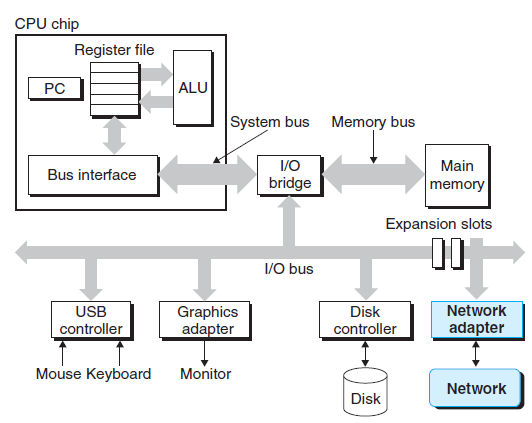 CPU chip
Register file
PC
ALU
System bus
Memory bus
Bus interface
I/O
bridge
Main
memory
Expansion slots
I/O bus
USB
controller
Graphics
adapter
Disk
controller
Network
adapter
Mouse Keyboard
Monitor
Disk
Network